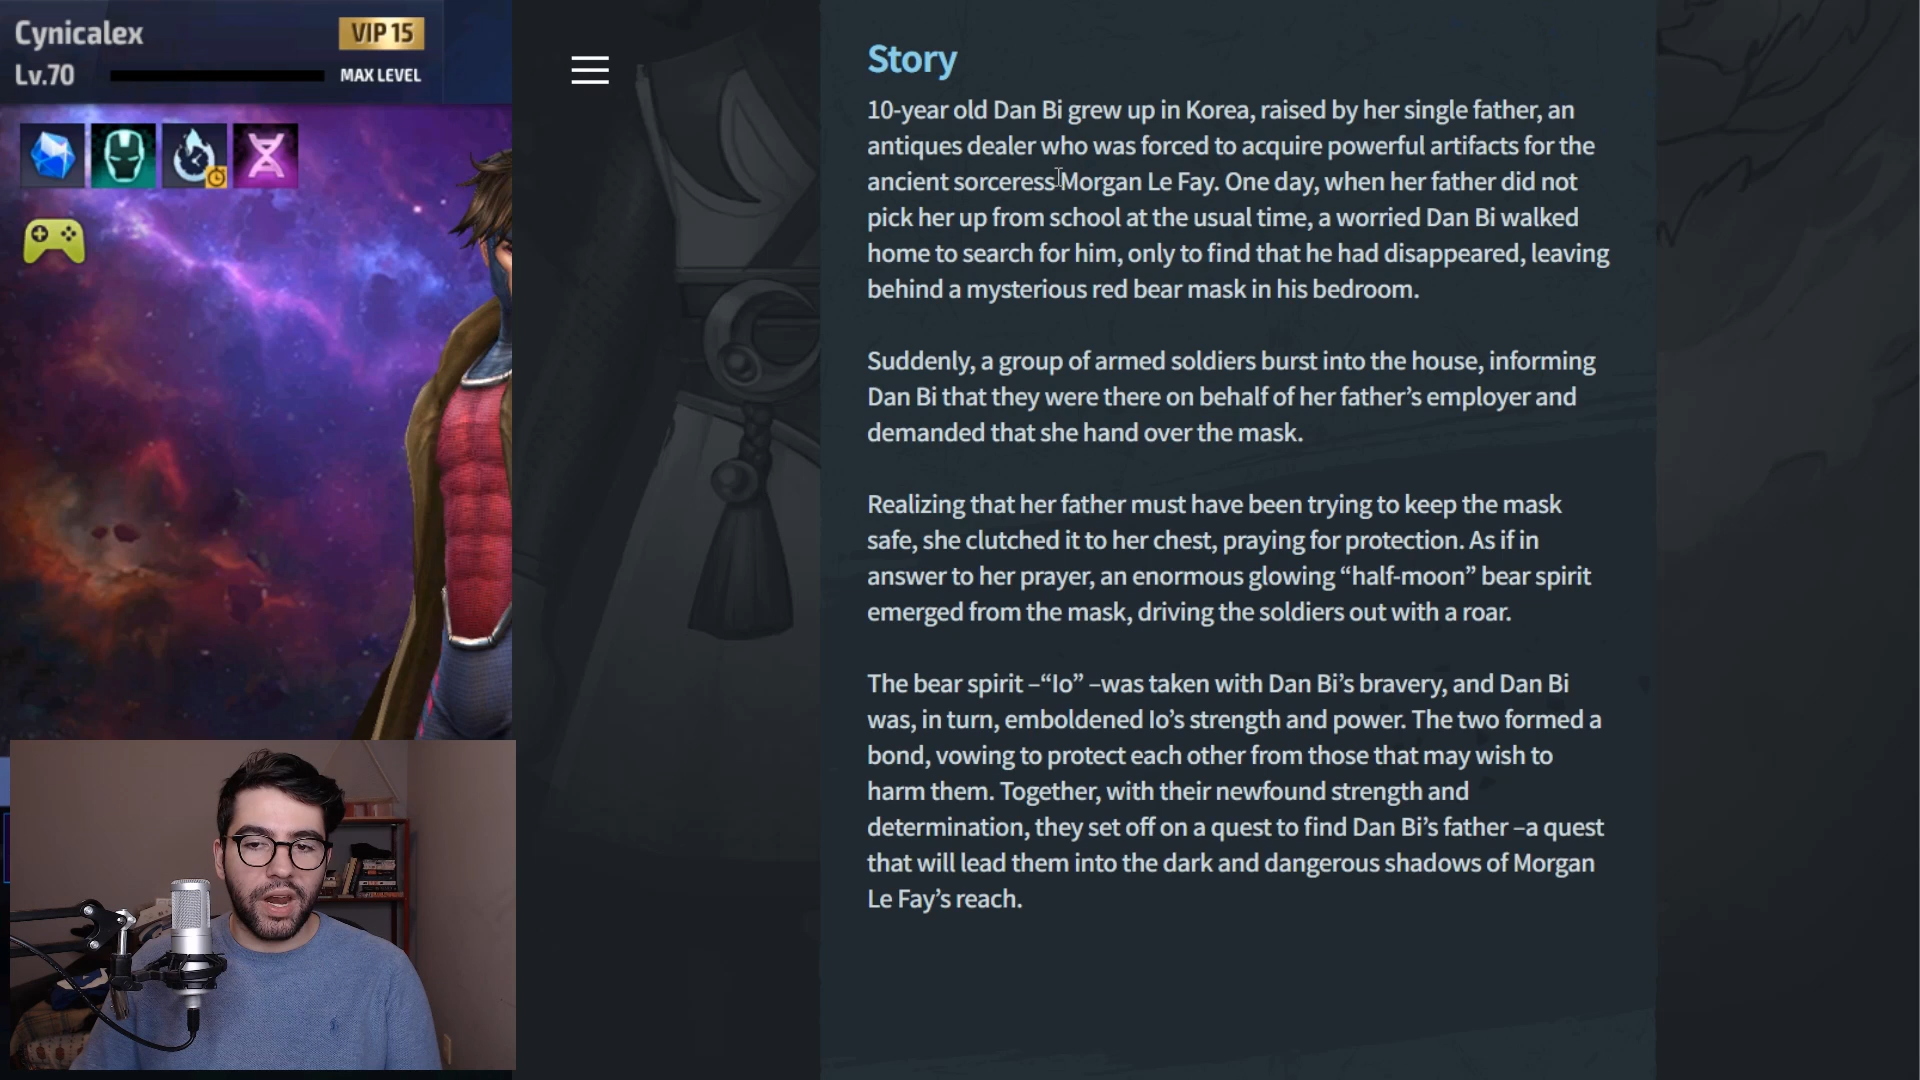 Cynicalex
VIP 15
Lv.70
MAX LEVEL
Story
10-year old Dan Bi grew up in Korea, raised by her single father, an
antiques dealer who was forced to acquire powerful artifacts for the
ancient sorceress Morgan Le Fay. One day, when her father did not
pick her up from school at the usual time, a worried Dan Bi walked
home to search for him, only to find that he had disappeared, leaving
behind a mysterious red bear mask in his bedroom.
Suddenly, a group of armed soldiers burst into the house, informing
Dan Bi that they were there on behalf of her father’s employer and
demanded that she hand over the mask.
Realizing that her father must have been trying to keep the mask
safe, she clutched it to her chest, praying for protection. As if in
answer to her prayer, an enormous glowing “half-moon” bear spirit
emerged from the mask, driving the soldiers out with a roar.
The bear spirit –“Io” –was taken with Dan Bi’s bravery, and Dan Bi
was, in turn, emboldened Io’s strength and power. The two formed a
bond, vowing to protect each other from those that may wish to
harm them. Together, with their newfound strength and
determination, they set off on a quest to find Dan Bi’s father –a quest
that will lead them into the dark and dangerous shadows of Morgan
Le Fay’s reach.